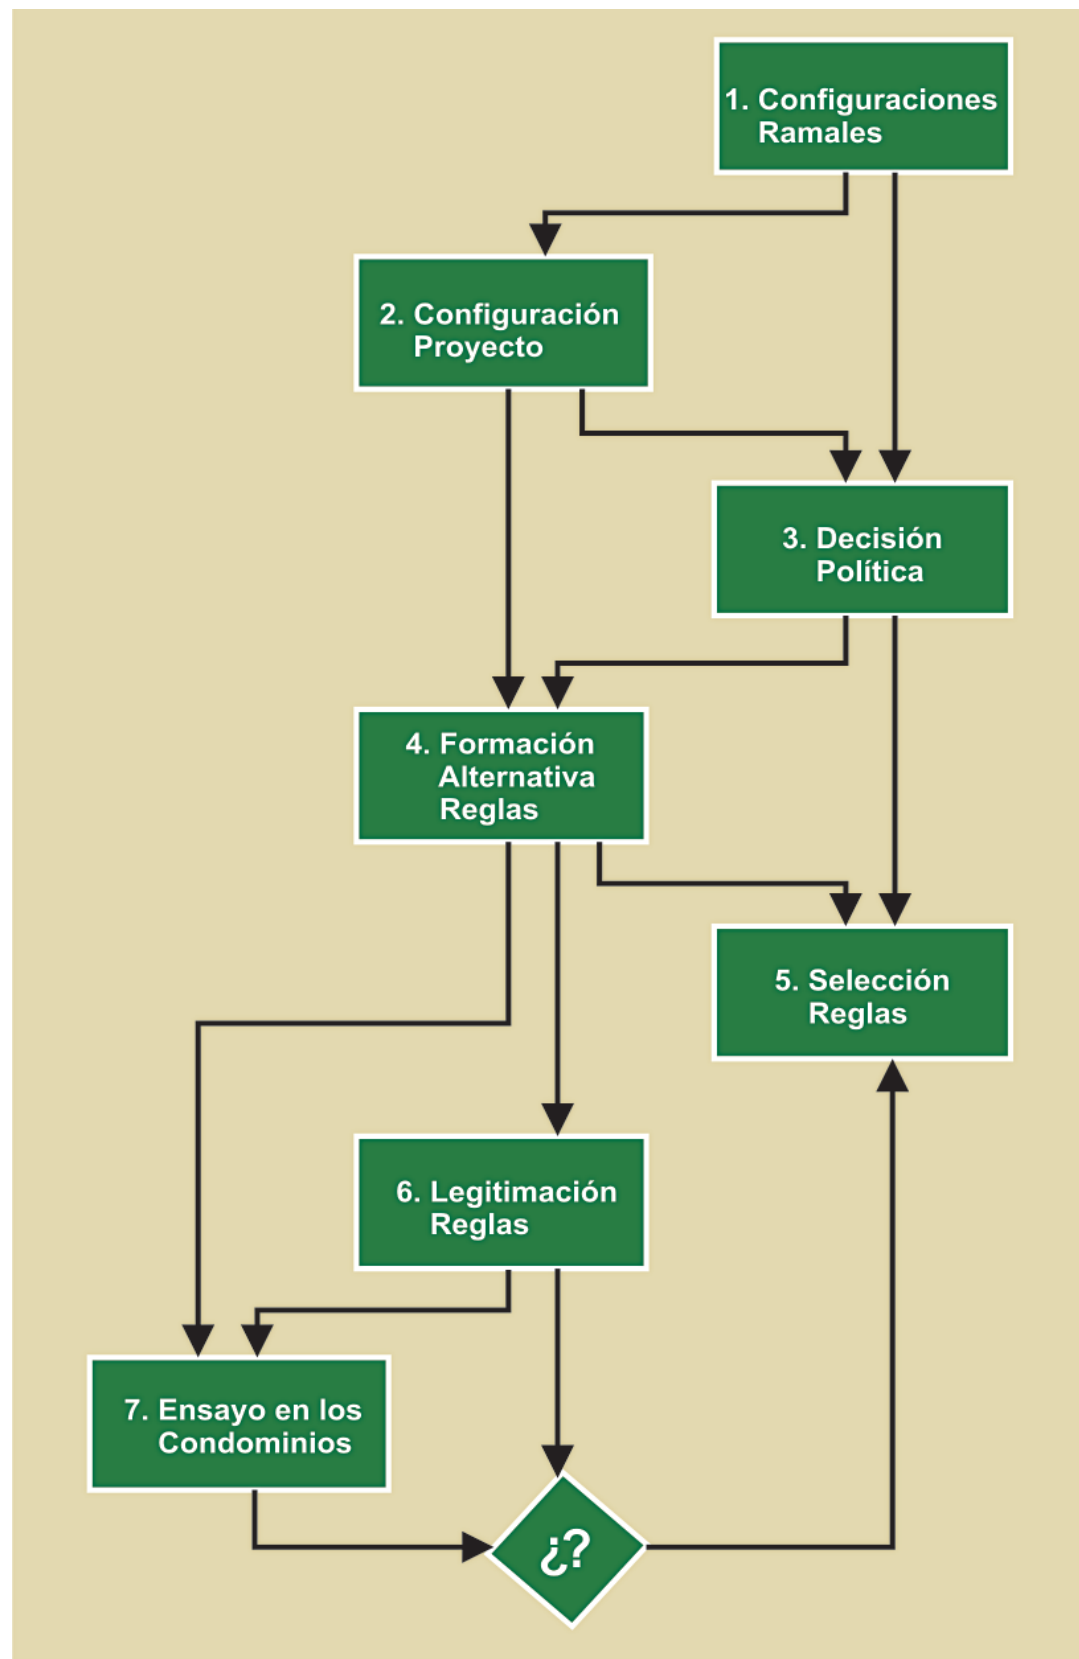 1. Configuraciones
Ramales
2. Configuración
Proyecto
3. Decisión
Política
4. Formación
Alternativa
Reglas
5. Selección
Reglas
6. Legitimación
Reglas
7. Ensayo en los
Condominios
¿?